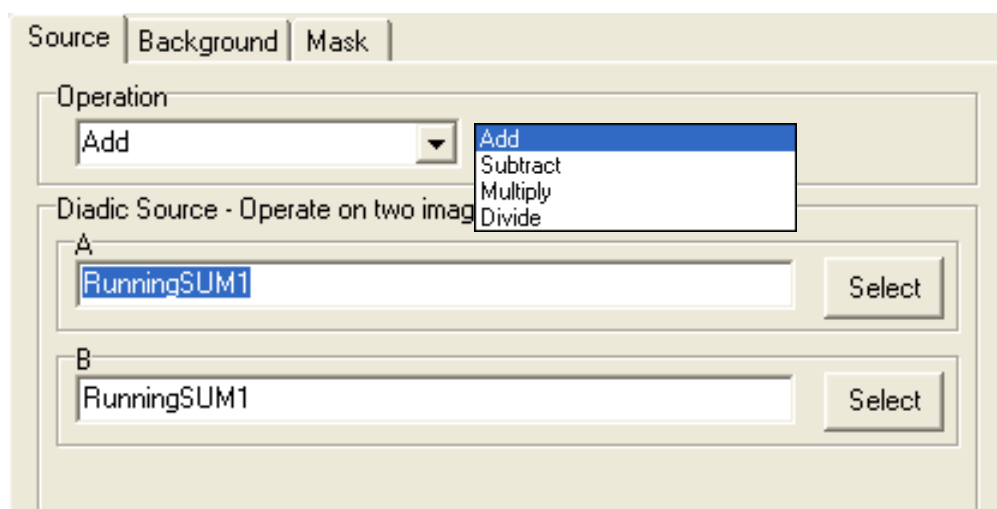 Source Background Mask
Operation
Add
Add
Subtract
Multiply
Divide
Diadic Source - Operate on two imag
A
RunningSUM1 Select
B
RunningSUM1 Select